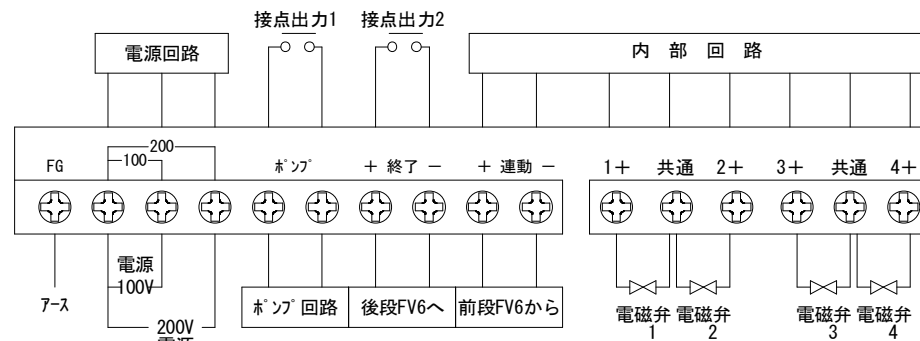 接点出力1 接点出力2
電源回路 内 部 回 路
200
100
FG ﾎﾟﾝﾌﾟ + 終了 − + 連動 − 1+ 共通 2+ 3+ 共通 4+
電源
100V
ｱｰｽ
ﾎﾟﾝﾌﾟ回路 後段FV6へ 前段FV6から
電磁弁 電磁弁 電磁弁 電磁弁
1 2 3 4
200V
電源